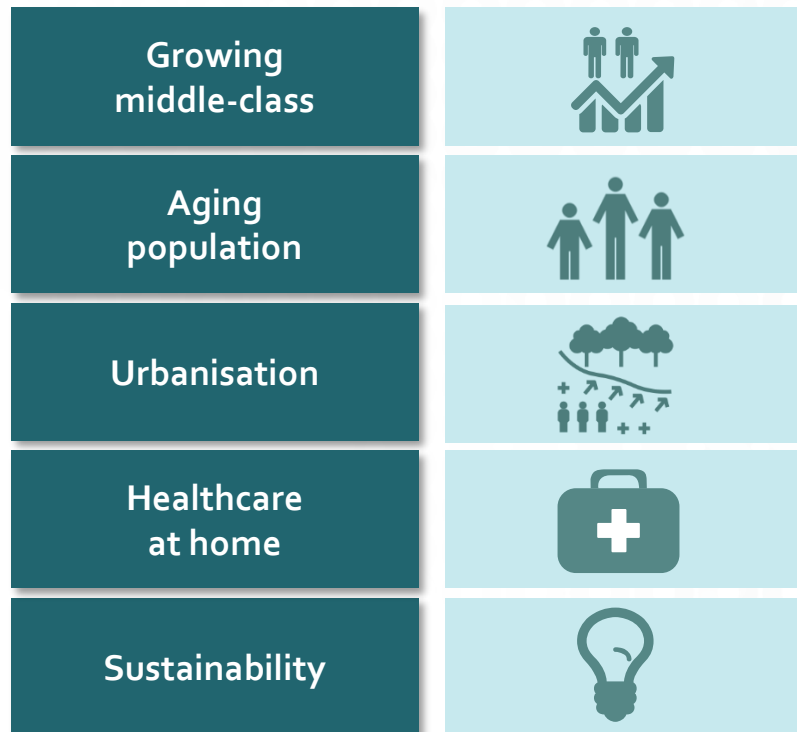 Growing
middle-class
Aging
population
Urbanisation
Healthcare
at home
Sustainability